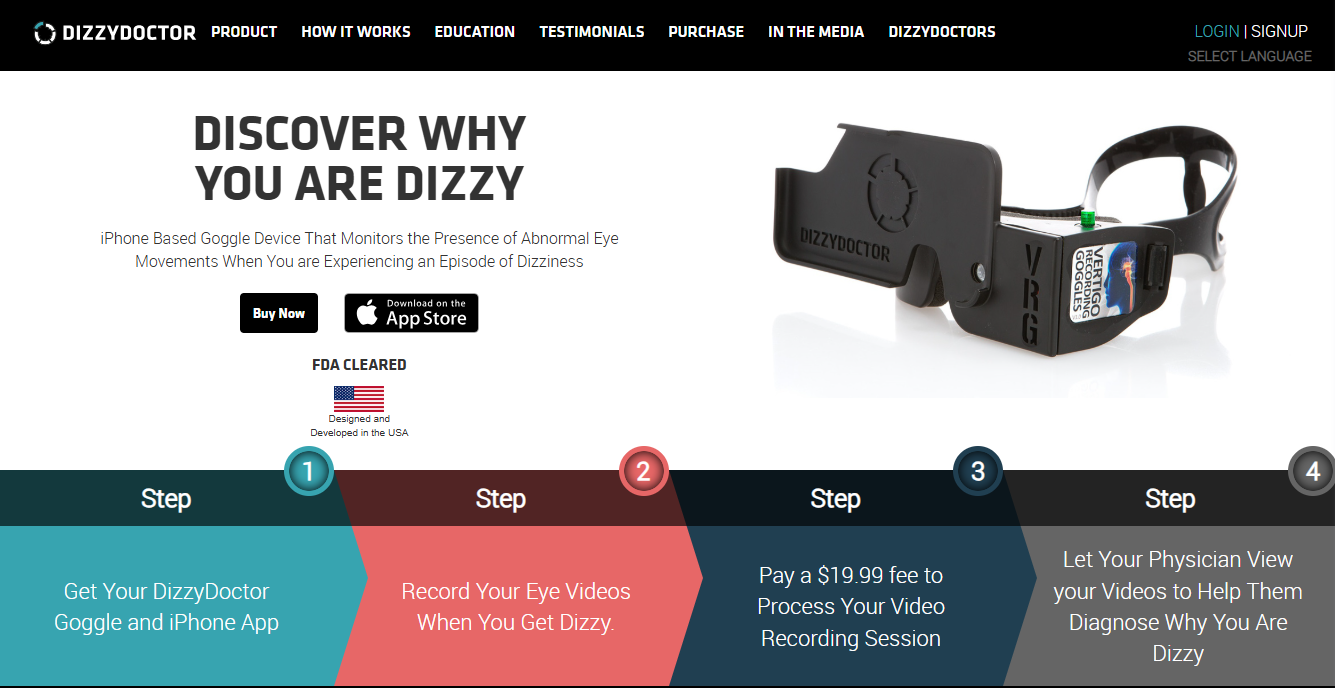 DIZZYDOCTOR PRODUCT HOW IT WORKS EDUCATION TESTIMONIALS PURCHASE IN THE MEDIA DIZZYDOCTORS
LOGIN | SIGNUP
SELECT LANGUAGE
DISCOVER WHY
YOU ARE DIZZY
iPhone Based Goggle Device That Monitors the Presence of Abnormal Eye
Movements When You are Experiencing an Episode of Dizziness
Buy Now
Download on the
App Store
FDA CLEARED
Designed and
Developed in the USA
DIZZYDOCTOR
VRG
VERTIGO
RECORDING
GOGGLES
1
Step
Get Your DizzyDoctor
Goggle and iPhone App
2
Step
Record Your Eye Videos
When You Get Dizzy.
3
Step
Pay a $19.99 fee to
Process Your Video
Recording Session
4
Step
Let Your Physician View
your Videos to Help Them
Diagnose Why You Are
Dizzy